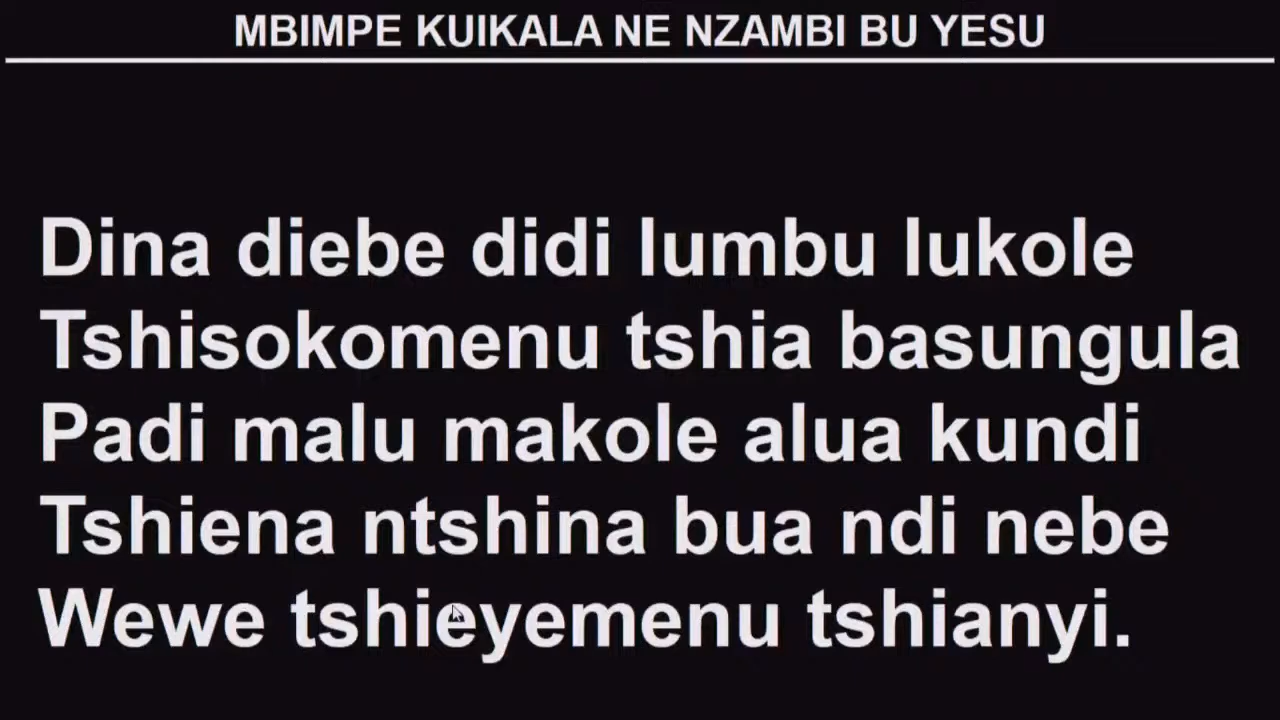 MBIMPE KUIKALA NE NZAMBI BU YESU
Dina diebe didi lumbu lukole
Tshisokomenu tshia basungula
Padi malu makole alua kundi
Tshiena ntshina bua ndi nebe
Wewe tshieyemenu tshianyi.